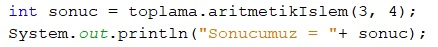 int sonuc = toplama.aritmetikIslem(3, 4);
System.out.println("Sonucumuz = "+ sonuc);